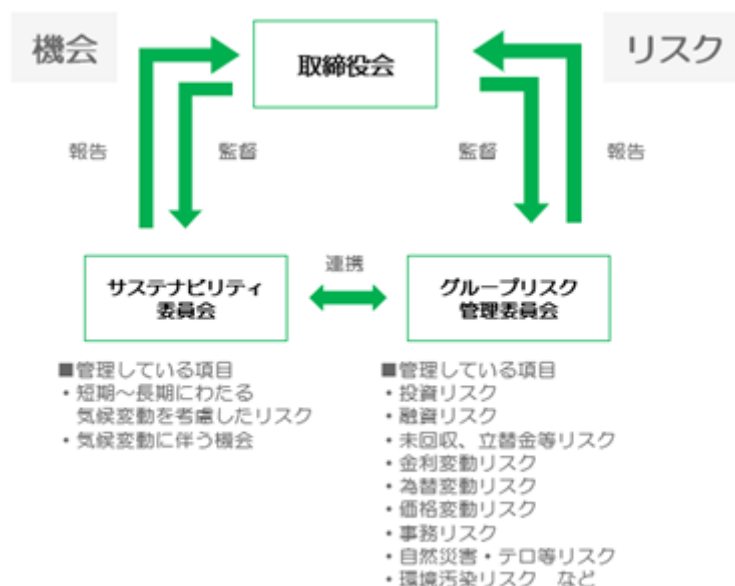 機会
取締役会
リスク
報告
監督
監督
報告
サステナビリティ
委員会
連携
グループリスク
管理委員会
■管理している項目
・短期～長期にわたる
気候変動を考慮したリスク
・気候変動に伴う機会
■管理している項目
・投資リスク
・融資リスク
・未回収、立替金等リスク
・金利変動リスク
・為替変動リスク
・価格変動リスク
・事務リスク
・自然災害・テロ等リスク
・環境汚染リスク　など